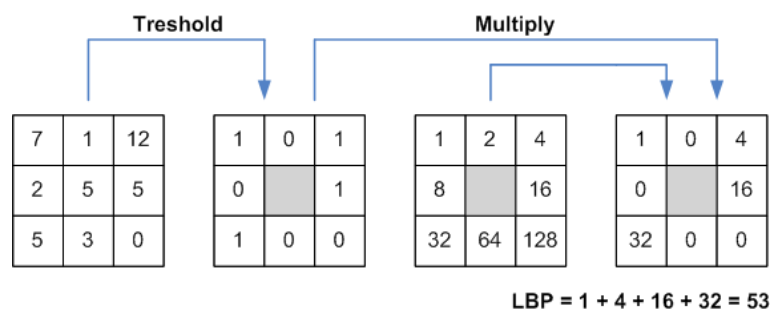 Treshold Multiply
7 1 12 1 0 1 1 2 4 1 0 4
2 5 5 0 1 8 16 0 16
5 3 0 1 0 0 32 64 128 32 0 0
LBP = 1 + 4 + 16 + 32 = 53